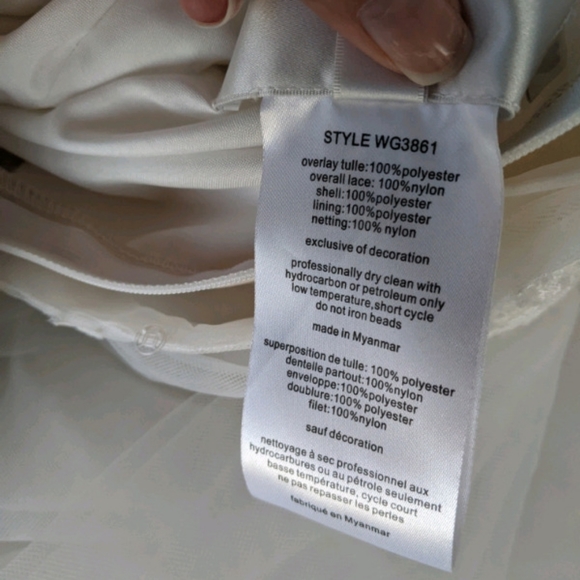 STYLE WG3861
overlay tulle:100%polyester
overall lace: 100%nylon
shell:100%polyester
lining:100%polyester
netting:100% nylon
exclusive of decoration
professionally dry clean with
hydrocarbon or petroleum only
low temperature,short cycle
do not iron beads
made in Myanmar
superposition de tulle: 100% polyester
dentelle partout:100%nylon
enveloppe:100%polyester
doublure:100% polyester
filet:100%nylon
sauf décoration
nettoyage à sec professionnel aux
hydrocarbures ou au pétrole seulement
basse température, cycle court
ne pas repasser les perles
fabriqué en Myanmar